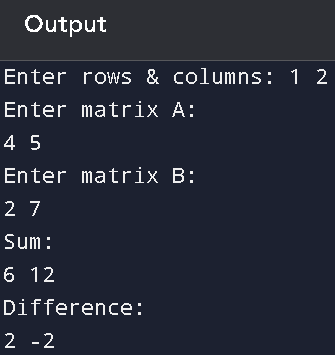 Output
Enter rows & columns: 1 2
Enter matrix A:
4 5
Enter matrix B:
2 7
Sum:
6 12
Difference:
2 -2